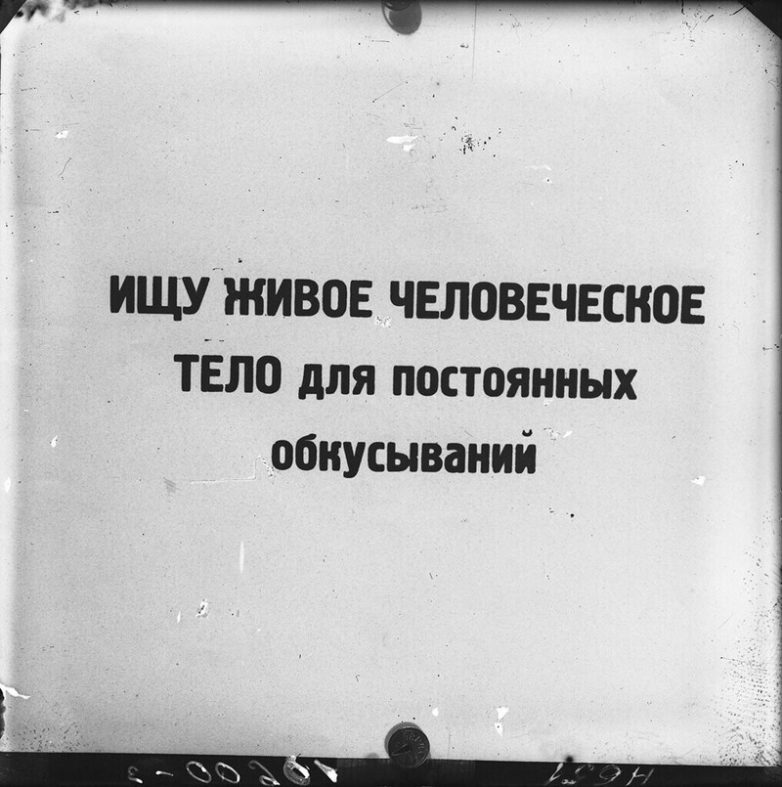 ИЩУ ЖИВОЕ ЧЕЛОВЕЧЕСКОЕ
ТЕЛО для постоянных
обкусываний